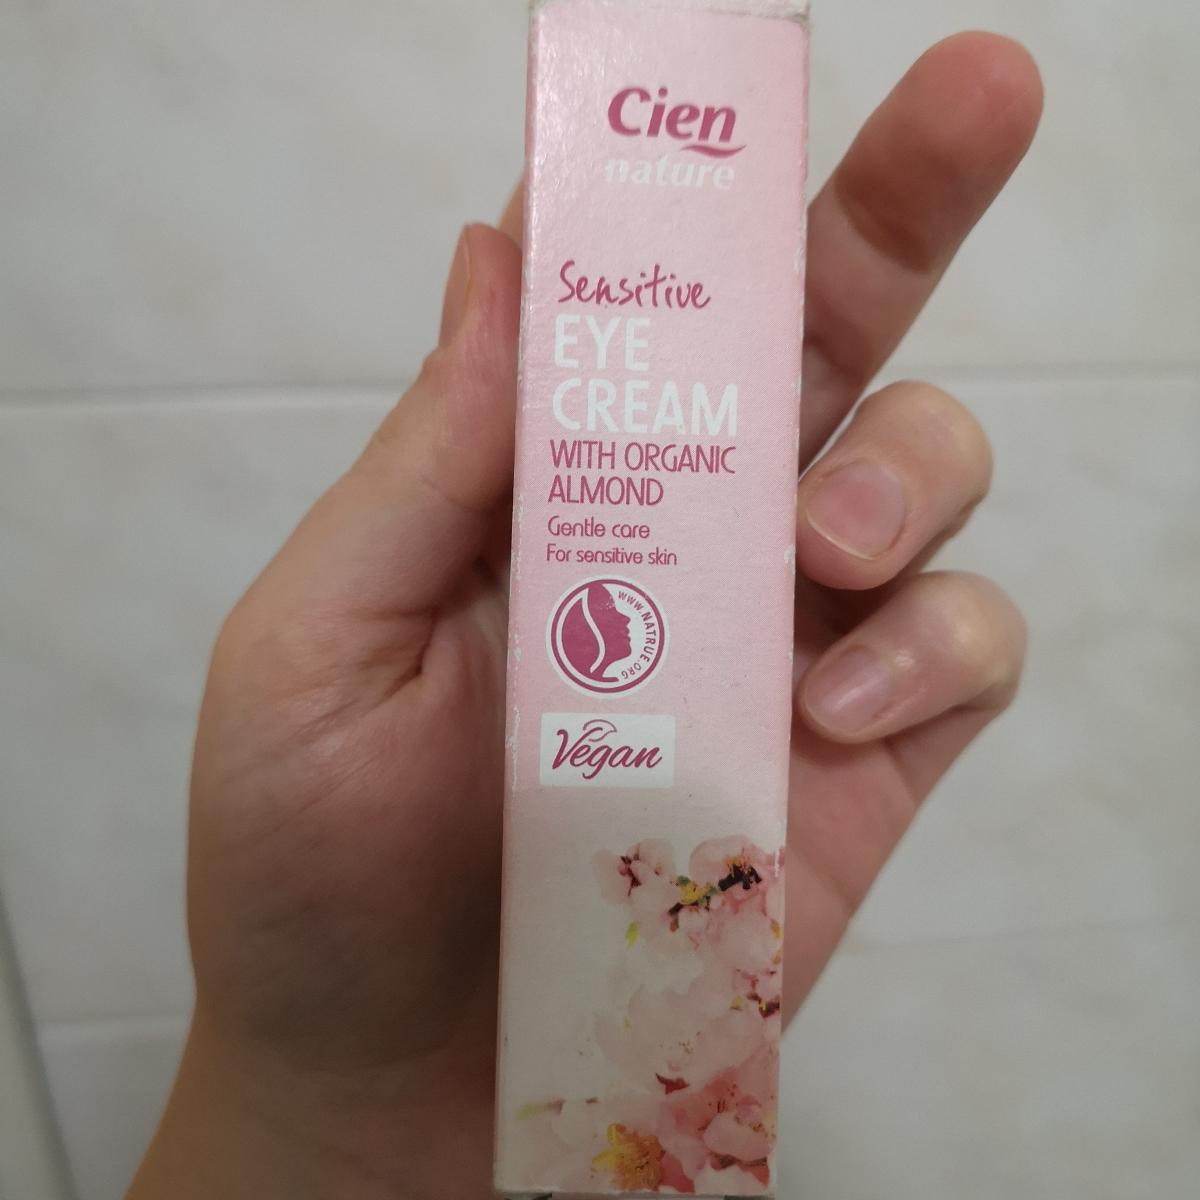 Cien
nature
Sensitive
EYE
CREAM
WITH ORGANIC
ALMOND
Gentle care
For sensitive skin
WWW.NATRUE.ORG
Vegan